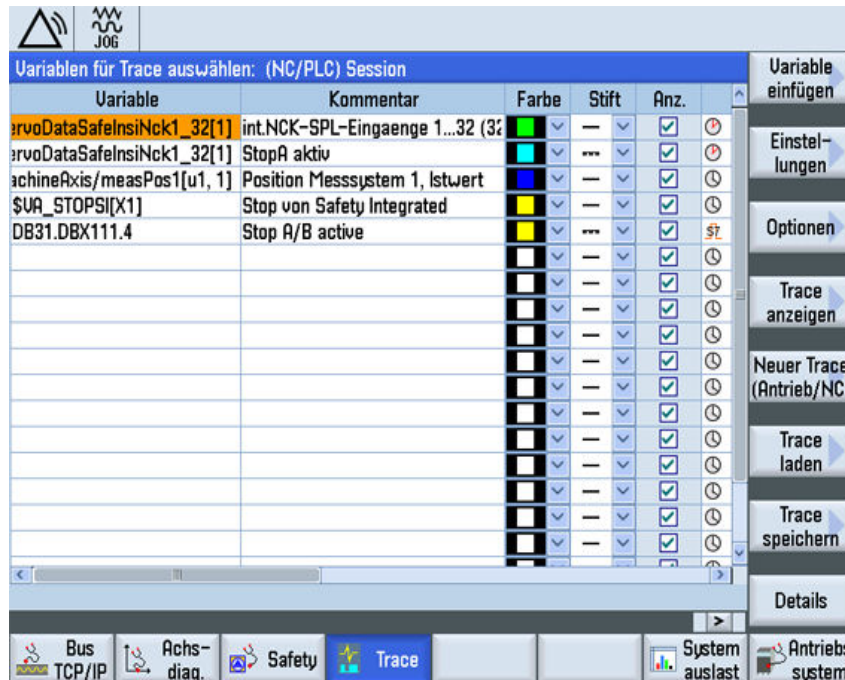 JOG
Variablen für Trace auswählen: (NC/PLC) Session
Variable Kommentar Farbe Stift Anz.
ervoDataSafeInsiNck1_32[1] int.NCK-SPL-Eingaenge 1...32 (32
ervoDataSafeInsiNck1_32[1] StopA aktiv
achineAxis/measPos1[u1, 1] Position Messsystem 1, Istwert
$VA_STOPSI[X1] Stop von Safety Integrated
DB31.DBX111.4 Stop A/B active S7
Variable
einfügen
Einstel-
lungen
Optionen
Trace
anzeigen
Neuer Trace
(Antrieb/NC
Trace
laden
Trace
speichern
Details
>
Bus
TCP/IP
Achs-
diag.
Safety
Trace
System
auslast
Antriebs
system